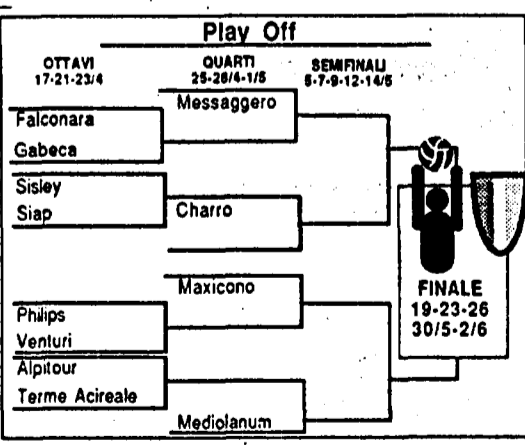 Play Off
OTTAVI
17-21-23/4
QUARTI
25-28/4-1/5
SEMIFINALI
5-7-9-12-14/5
Messaggero
Falconara
Gabeca
Sisley
Siap
Charro
Maxicono
Philips
Venturi
Alpitour
Terme Acireale
Mediolanum
FINALE
19-23-26
30/5-2/6